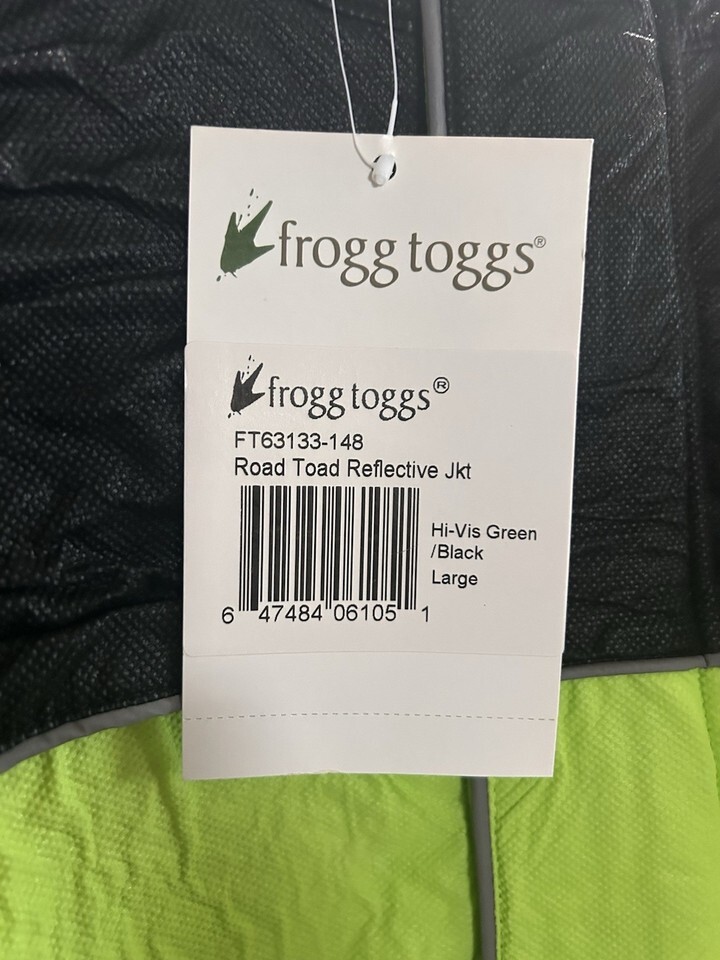 frogg toggs®
frogg toggs®
FT63133-148
Road Toad Reflective Jkt
Hi-Vis Green
/Black
Large
6 47484 06105 1